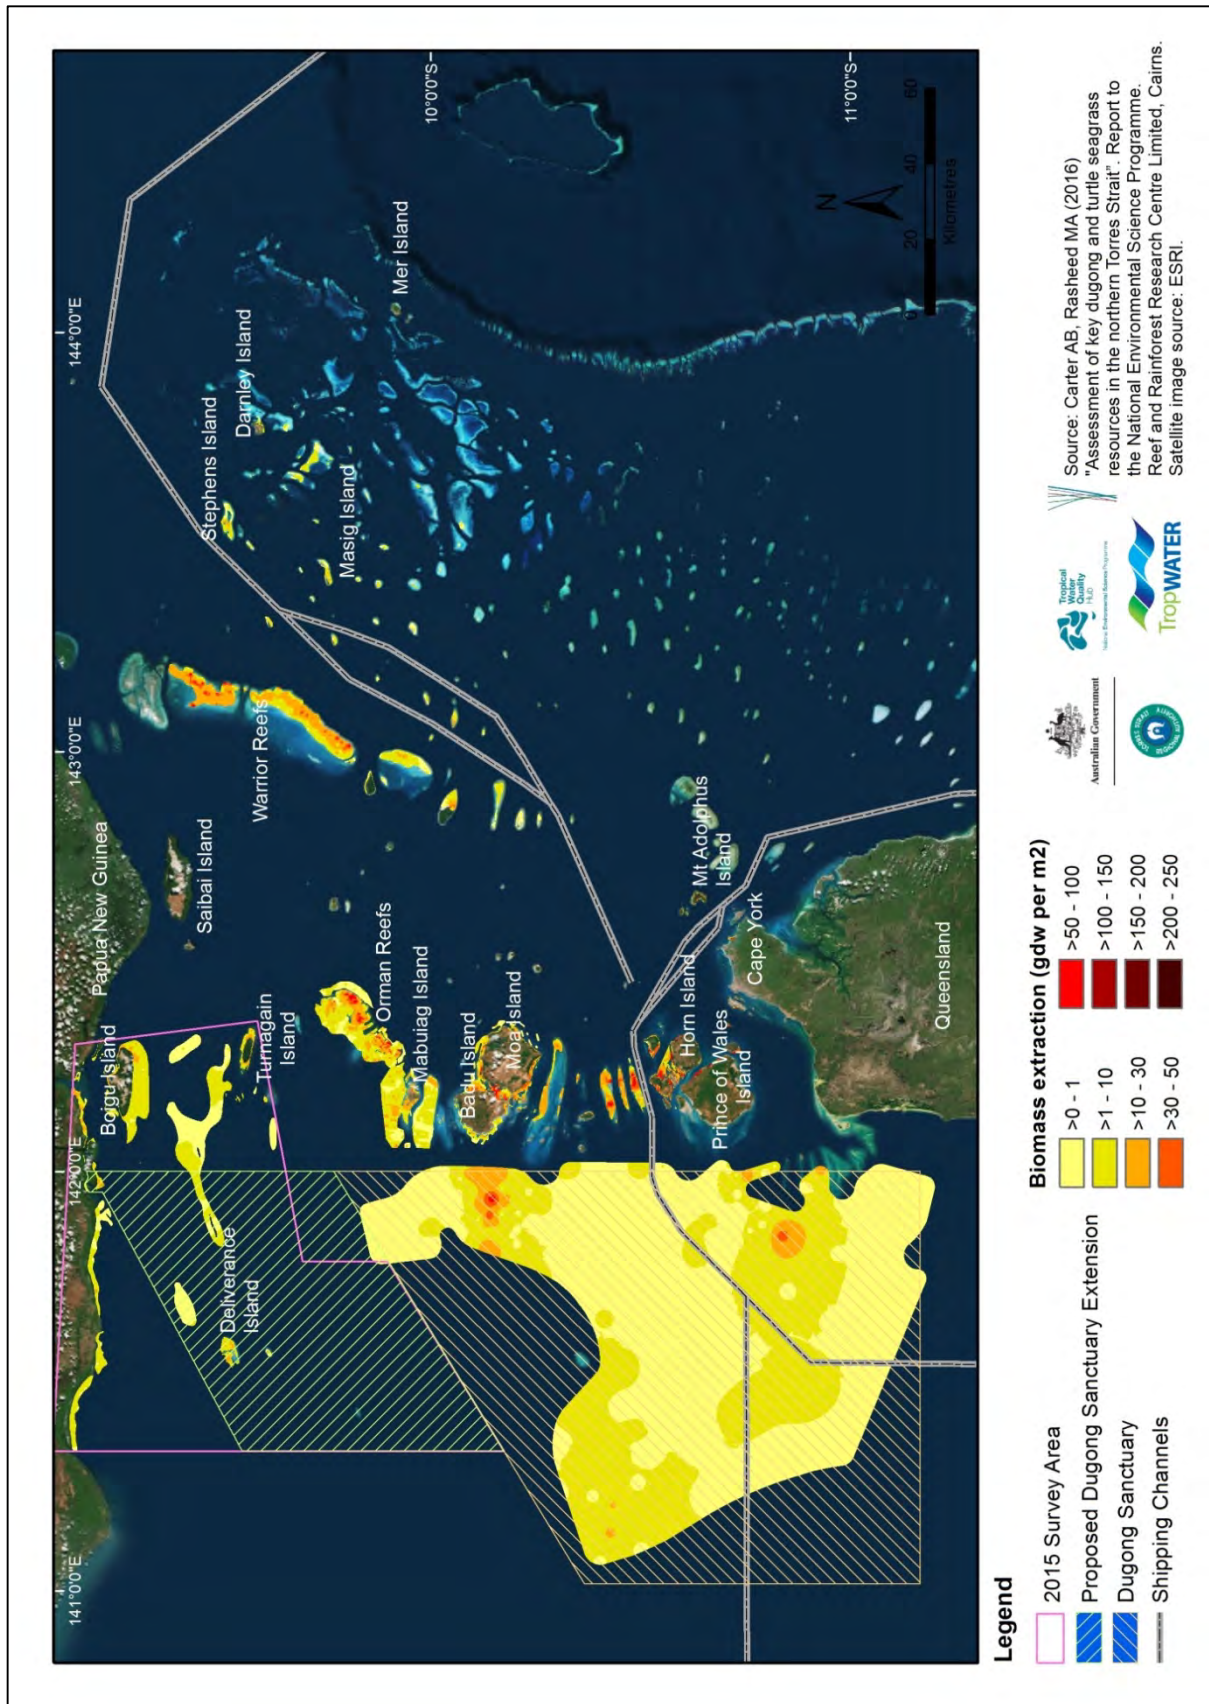 141°0'0"E
142°0'0"E
143°0'0"E
144°0'0"E
10°0'0"S
11°0'0"S
Papua New Guinea
Boigu Island
Saibai Island
Turnagain
Island
Deliverance
Island
Warrior Reefs
Stephens Island
Darnley Island
Masig Island
Mer Island
Orman Reefs
Mabuiag Island
Badu Island
Moa Island
Mt Adolphus
Island
Horn Island
Prince of Wales
Island
Cape York
Queensland
N
0 20 40 60
Kilometres
Legend
2015 Survey Area
Proposed Dugong Sanctuary Extension
Dugong Sanctuary
Shipping Channels
Biomass extraction (gdw per m2)
>0 - 1
>1 - 10
>10 - 30
>30 - 50
>50 - 100
>100 - 150
>150 - 200
>200 - 250
Australian Government
Tropical
Water
Quality
Hub
National Environmental Science Programme
TropWATER
Source: Carter AB, Rasheed MA (2016)
"Assessment of key dugong and turtle seagrass
resources in the northern Torres Strait". Report to
the National Environmental Science Programme.
Reef and Rainforest Research Centre Limited, Cairns.
Satellite image source: ESRI.